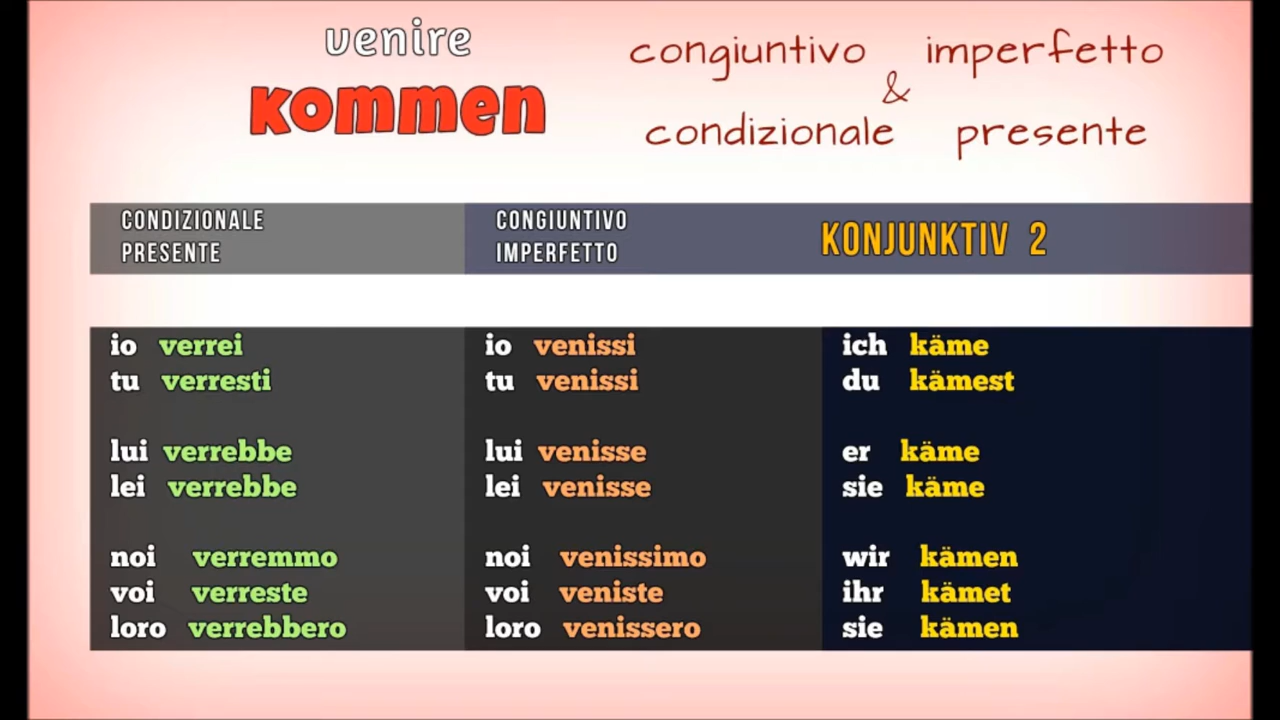 venire
kommen
congiuntivo imperfetto
&
condizionale presente
CONDIZIONALE
PRESENTE
CONGIUNTIVO
IMPERFETTO
KONJUNKTIV 2
io verrei
tu verresti
lui verrebbe
lei verrebbe
noi verremmo
voi verreste
loro verrebbero
io venissi
tu venissi
lui venisse
lei venisse
noi venissimo
voi veniste
loro venissero
ich käme
du kämest
er käme
sie käme
wir kämen
ihr kämet
sie kämen